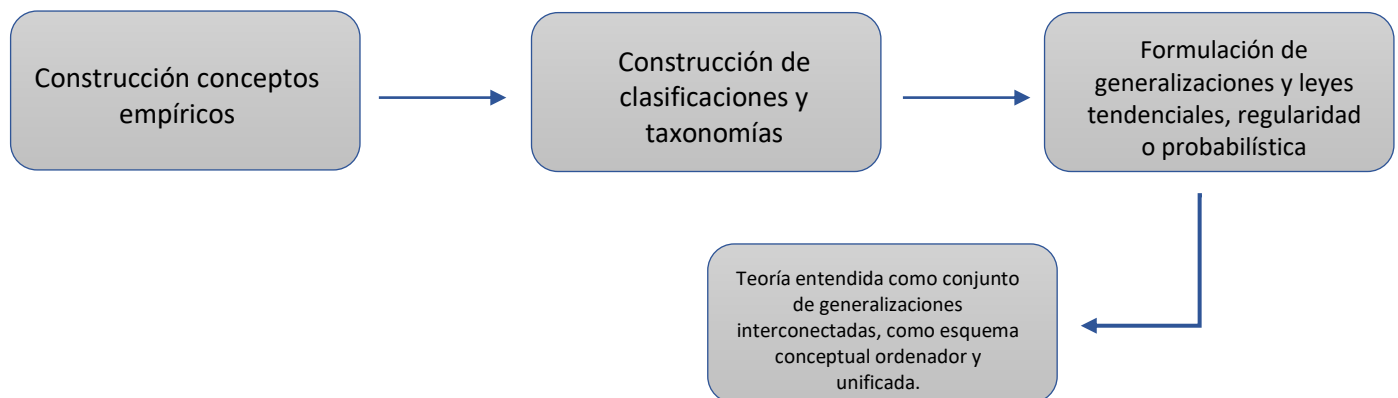 Construcción conceptos
empíricos
Construcción de
clasificaciones y
taxonomías
Formulación de
generalizaciones y leyes
tendenciales, regularidad
o probabilística
Teoría entendida como conjunto
de generalizaciones
interconectadas, como esquema
conceptual ordenador y
unificada.